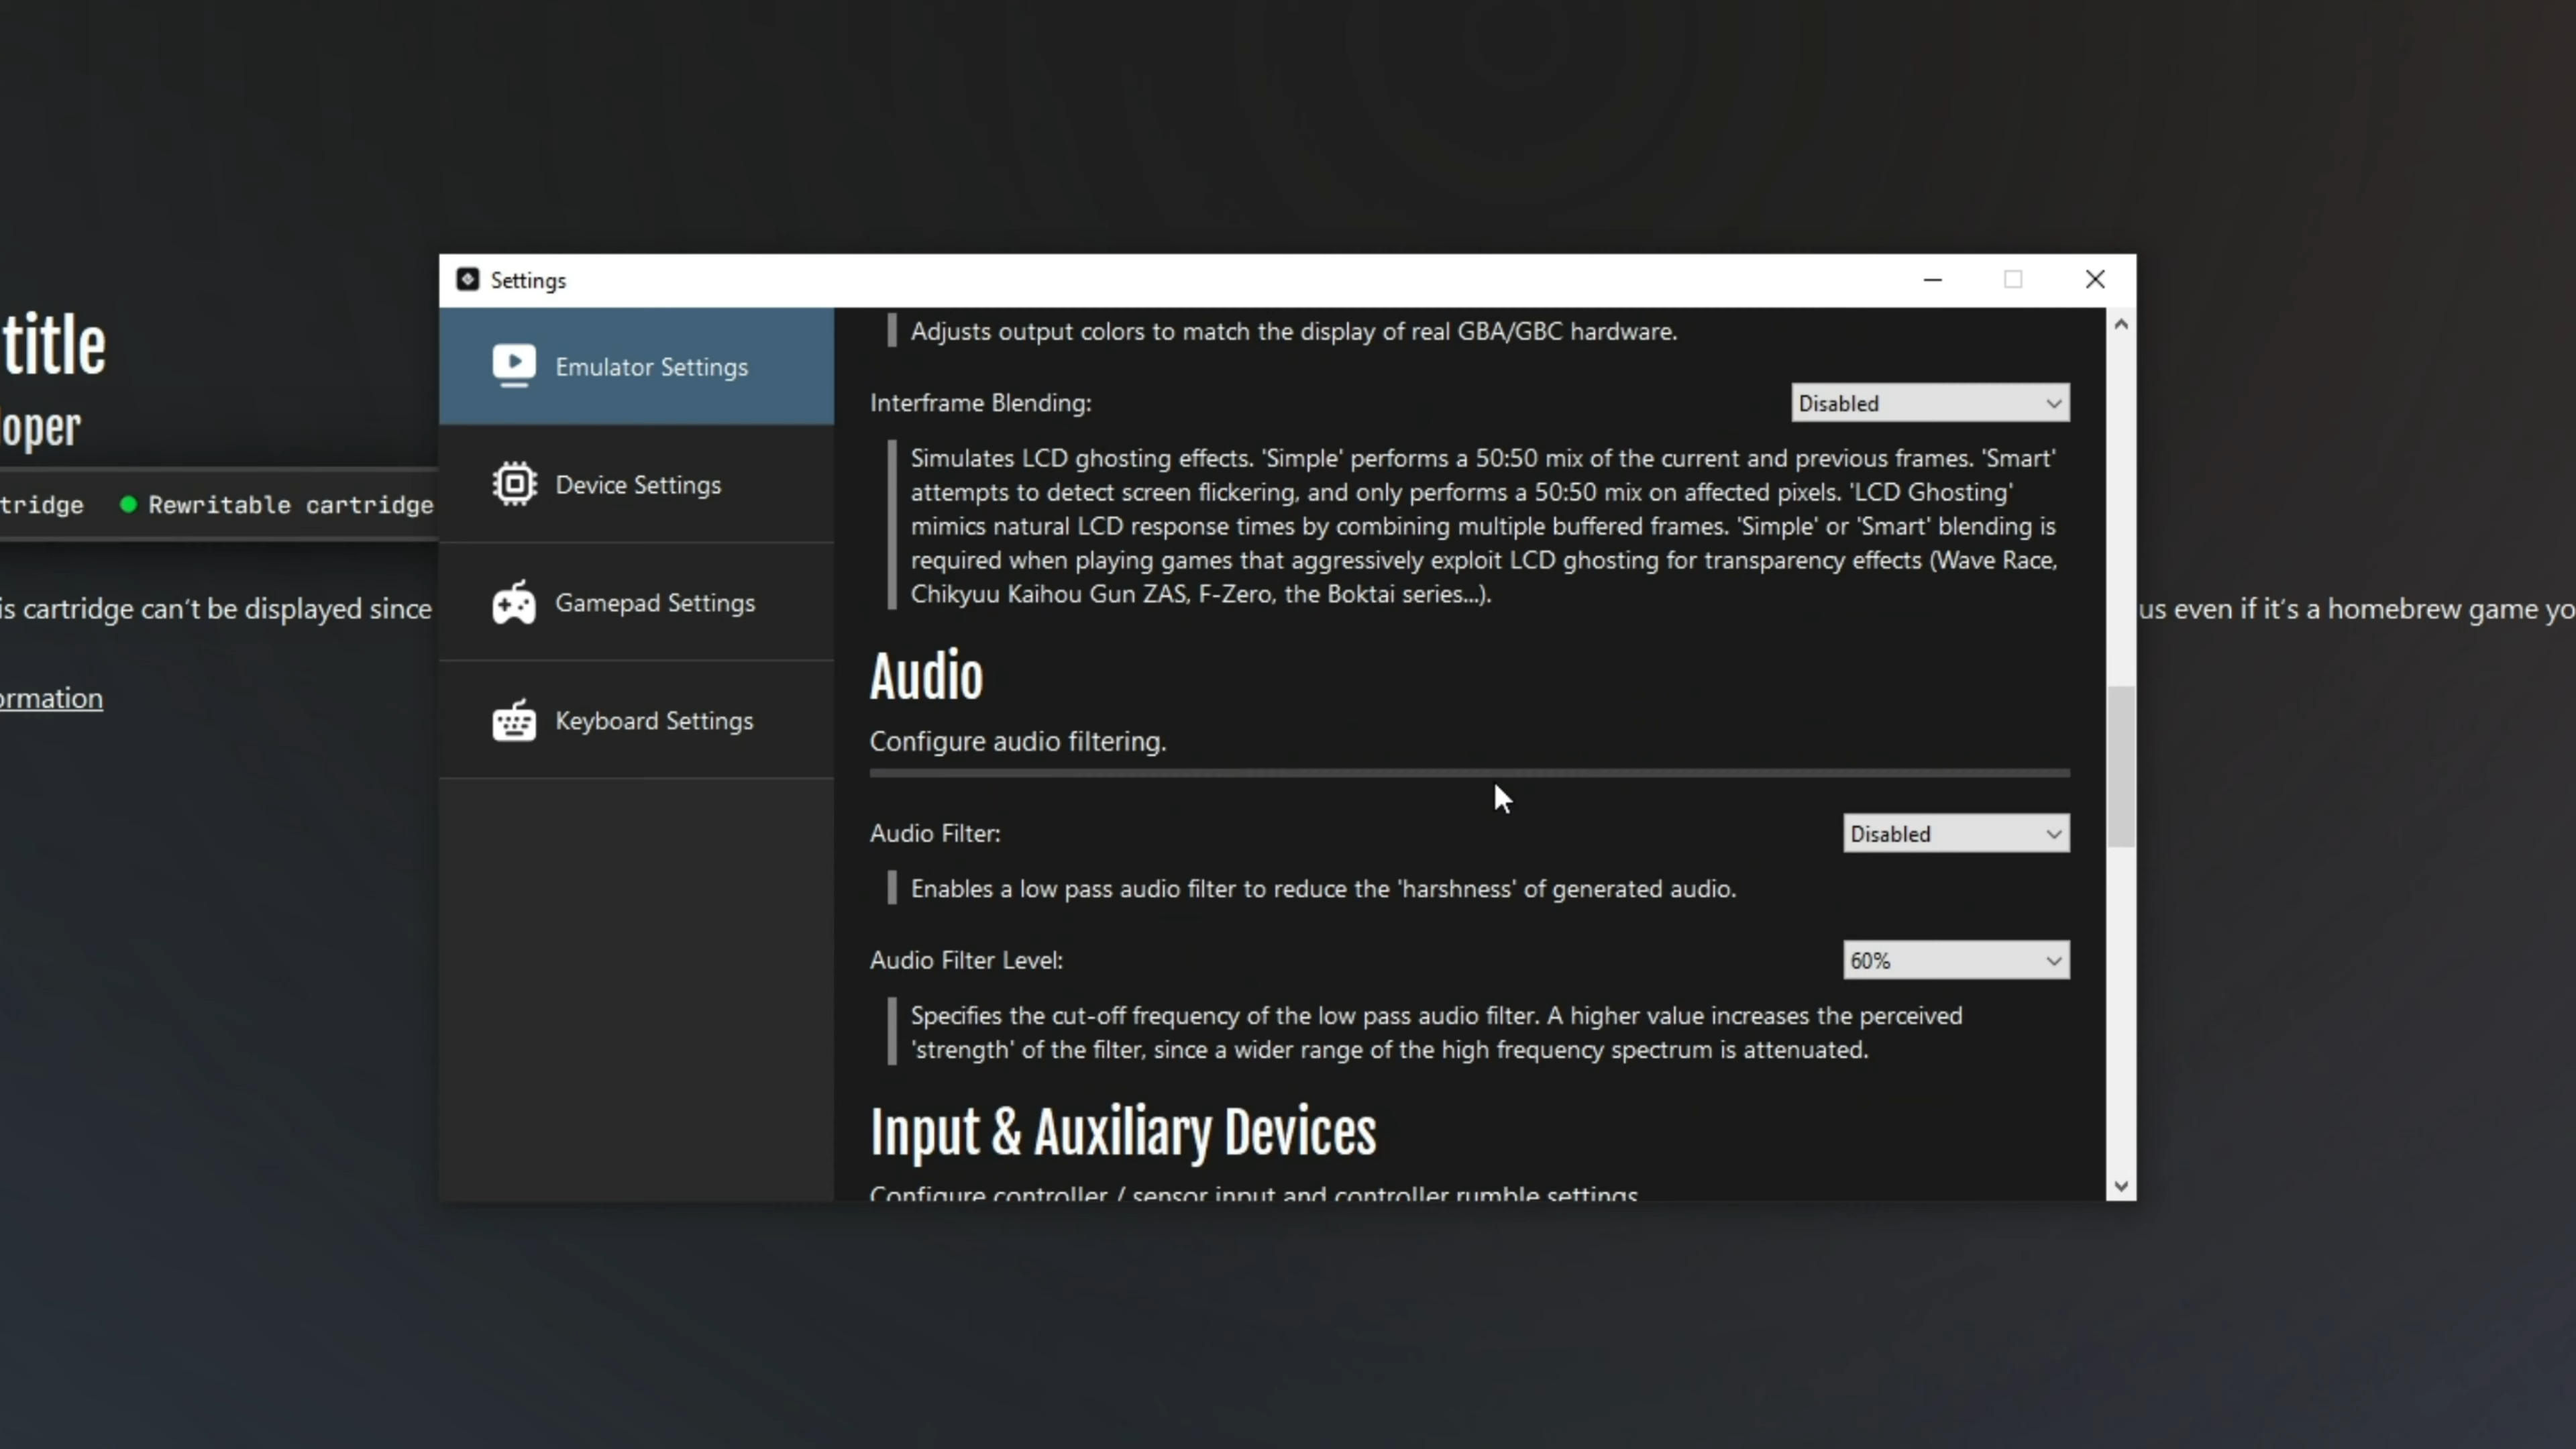 Settings
title
loper
tridge
Rewritable cartridge
is cartridge can't be displayed since
ormation
us even if it's a homebrew game yo
Emulator Settings
Device Settings
Gamepad Settings
Keyboard Settings
Adjusts output colors to match the display of real GBA/GBC hardware.
Interframe Blending:
Disabled
Simulates LCD ghosting effects. 'Simple' performs a 50:50 mix of the current and previous frames. 'Smart'
attempts to detect screen flickering, and only performs a 50:50 mix on affected pixels. 'LCD Ghosting'
mimics natural LCD response times by combining multiple buffered frames. 'Simple' or 'Smart' blending is
required when playing games that aggressively exploit LCD ghosting for transparency effects (Wave Race,
Chikyuu Kaihou Gun ZAS, F-Zero, the Boktai series...).
Audio
Configure audio filtering.
Audio Filter:
Disabled
Enables a low pass audio filter to reduce the 'harshness' of generated audio.
Audio Filter Level:
60%
Specifies the cut-off frequency of the low pass audio filter. A higher value increases the perceived
'strength' of the filter, since a wider range of the high frequency spectrum is attenuated.
Input & Auxiliary Devices
Configure controller / sensor input and controller rumble settings